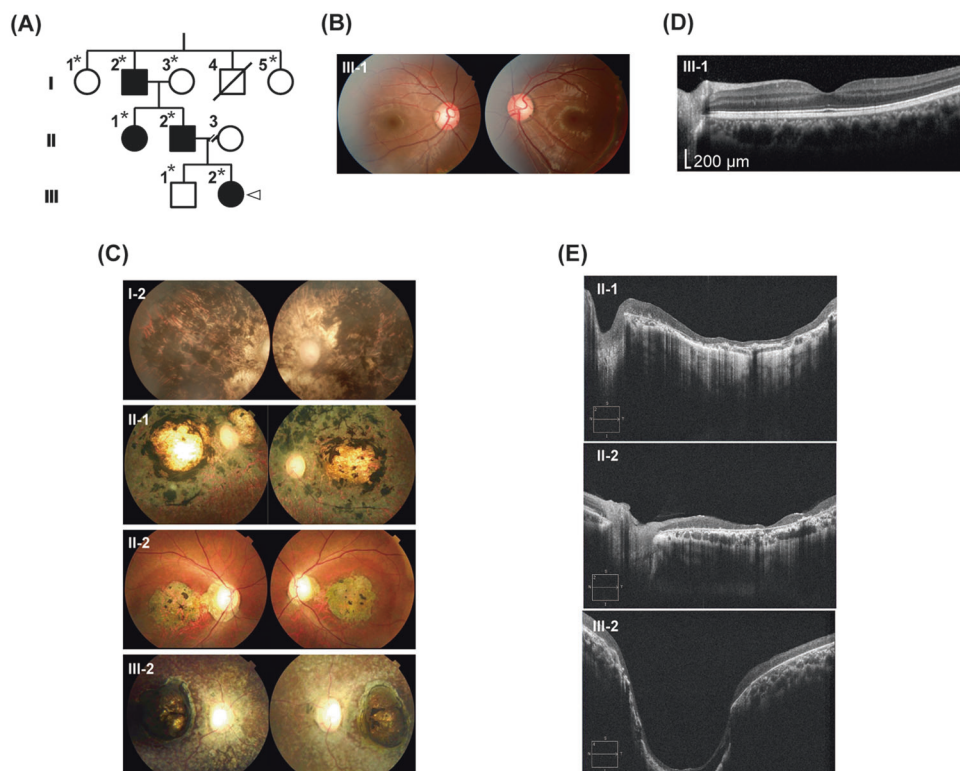 (A)
1* 2* 3* 4 5*
I
1* 2* 3
II
1* 2*
III
(B)
III-1
(D)
III-1
200 μm
(C)
I-2
II-1
II-2
III-2
(E)
II-1
II-2
III-2